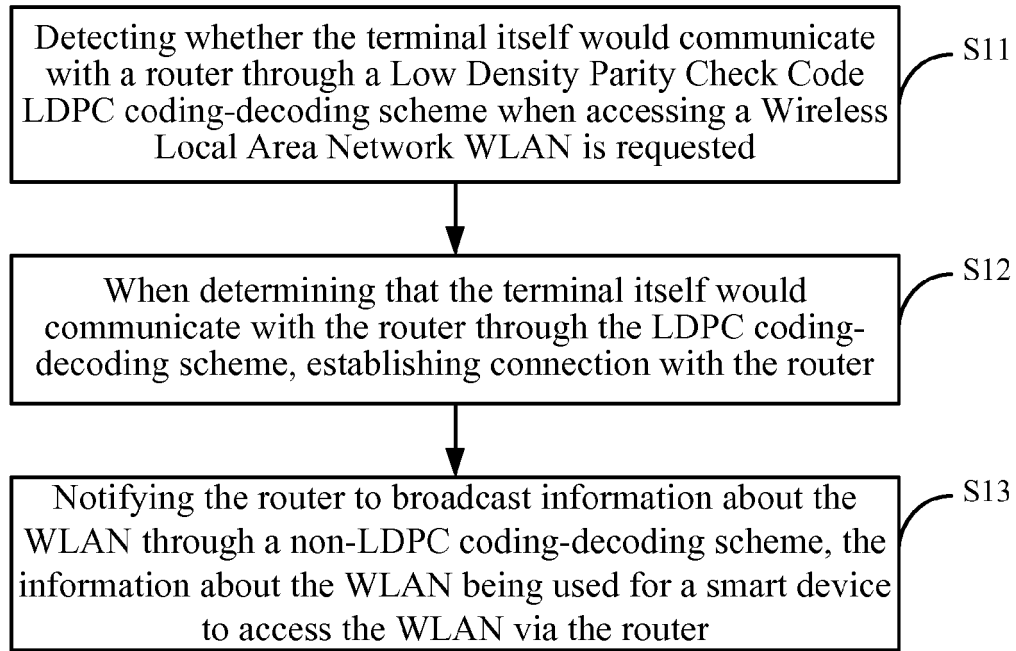 Detecting whether the terminal itself would communicate
with a router through a Low Density Parity Check Code
LDPC coding-decoding scheme when accessing a Wireless
Local Area Network WLAN is requested
S11
When determining that the terminal itself would
communicate with the router through the LDPC coding-
decoding scheme, establishing connection with the router
S12
Notifying the router to broadcast information about the
WLAN through a non-LDPC coding-decoding scheme, the
information about the WLAN being used for a smart device
to access the WLAN via the router
S13